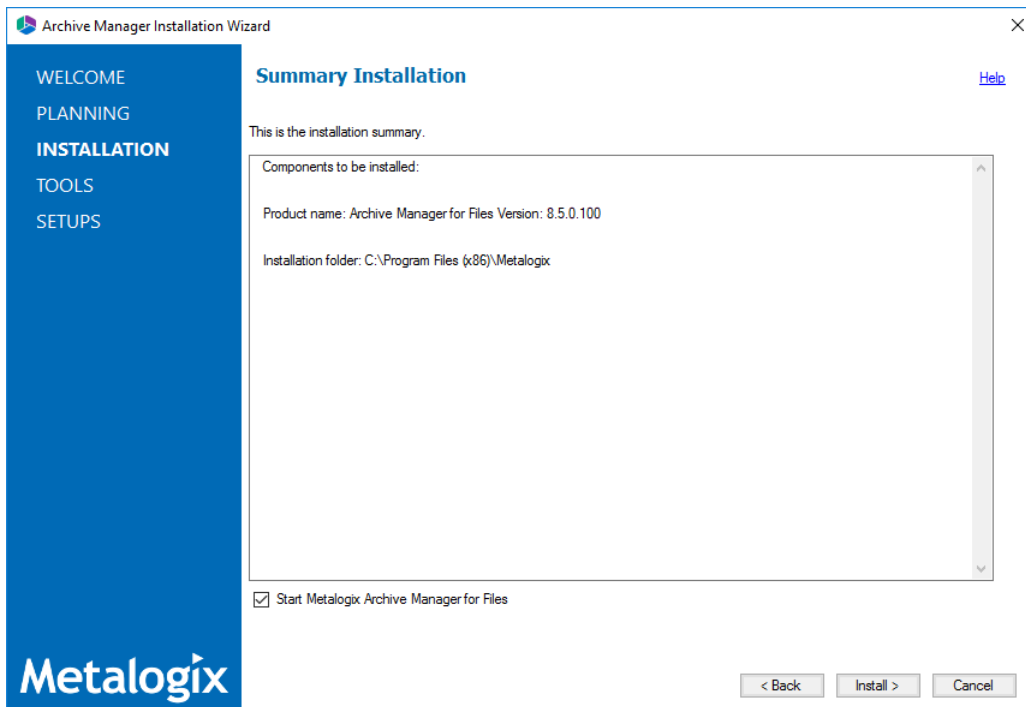 Archive Manager Installation Wizard
WELCOME
PLANNING
INSTALLATION
TOOLS
SETUPS
Summary Installation
Help
This is the installation summary.
Components to be installed:
Product name: Archive Manager for Files Version: 8.5.0.100
Installation folder: C:\Program Files (x86)\Metalogix
Start Metalogix Archive Manager for Files
Metalogix
< Back
Install >
Cancel